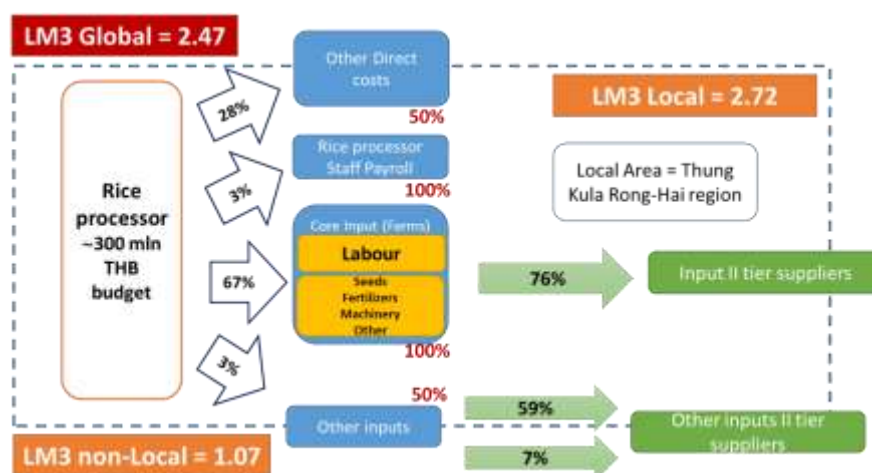 LM3 Global = 2.47
Other Direct
costs
50%
LM3 Local = 2.72
28%
Rice processor
Staff Payroll
100%
3%
Local Area = Thung
Kula Rong-Hai region
Rice
processor
~300 mln
THB
budget
67%
Core Input (Farms)
Labour
Seeds
Fertilizers
Machinery
Other
100%
76%
Input II tier suppliers
3%
50%
Other inputs
59%
7%
Other inputs II tier
suppliers
LM3 non-Local = 1.07